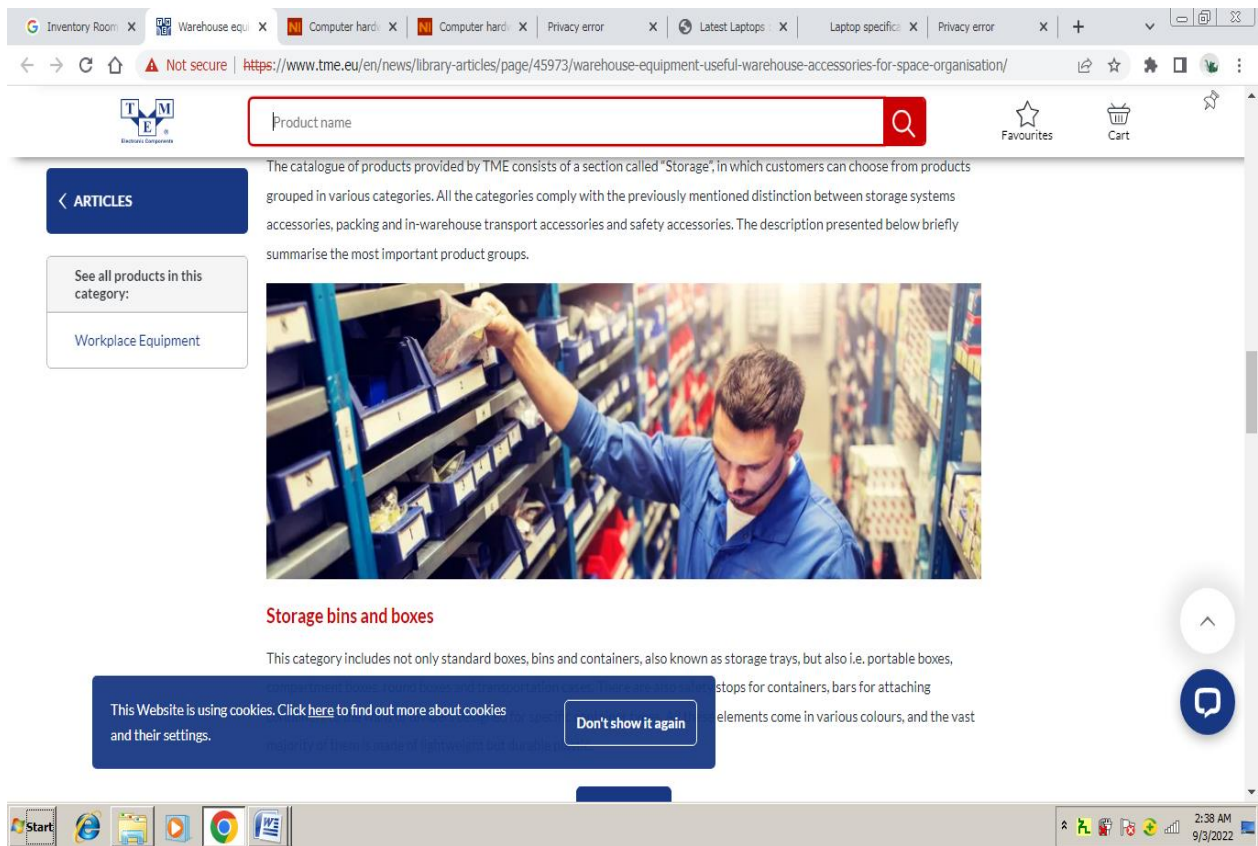 Inventory Room
Warehouse equi
Computer hard
Computer hard
Privacy error
Latest Laptops
Laptop specifica
Privacy error
Not secure
https://www.tme.eu/en/news/library-articles/page/45973/warehouse-equipment-useful-warehouse-accessories-for-space-organisation/
T M E
Electronic Components
Product name
Favourites
Cart
ARTICLES
See all products in this
category:
Workplace Equipment
The catalogue of products provided by TME consists of a section called "Storage", in which customers can choose from products
grouped in various categories. All the categories comply with the previously mentioned distinction between storage systems
accessories, packing and in-warehouse transport accessories and safety accessories. The description presented below briefly
summarise the most important product groups.
Storage bins and boxes
This category includes not only standard boxes, bins and containers, also known as storage trays, but also i.e. portable boxes,
stops for containers, bars for attaching
elements come in various colours, and the vast
This Website is using cookies. Click here to find out more about cookies
and their settings.
Don't show it again
Start
2:38 AM
9/3/2022